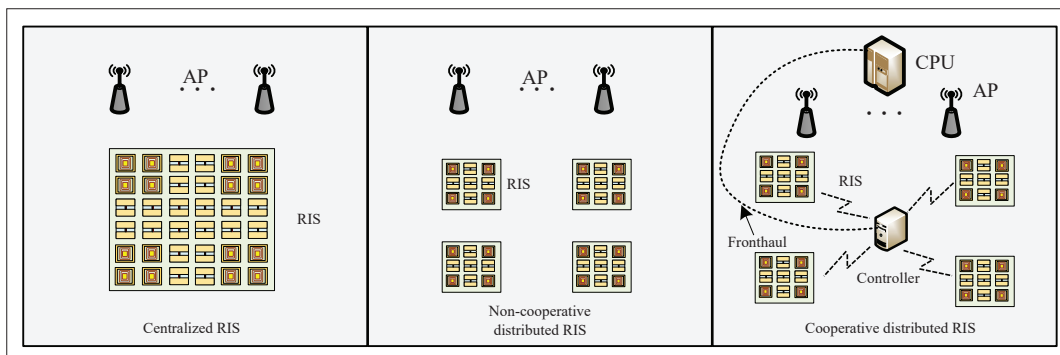 AP
RIS
Centralized RIS
AP
RIS
Non-cooperative
distributed RIS
CPU
AP
RIS
Fronthaul
Controller
Cooperative distributed RIS